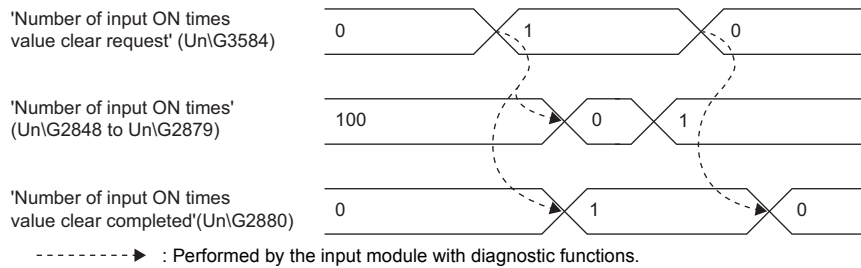 'Number of input ON times
value clear request' (Un\G3584)
0 1 0
'Number of input ON times'
(Un\G2848 to Un\G2879)
100 0 1
'Number of input ON times
value clear completed'(Un\G2880)
0 1 0
: Performed by the input module with diagnostic functions.